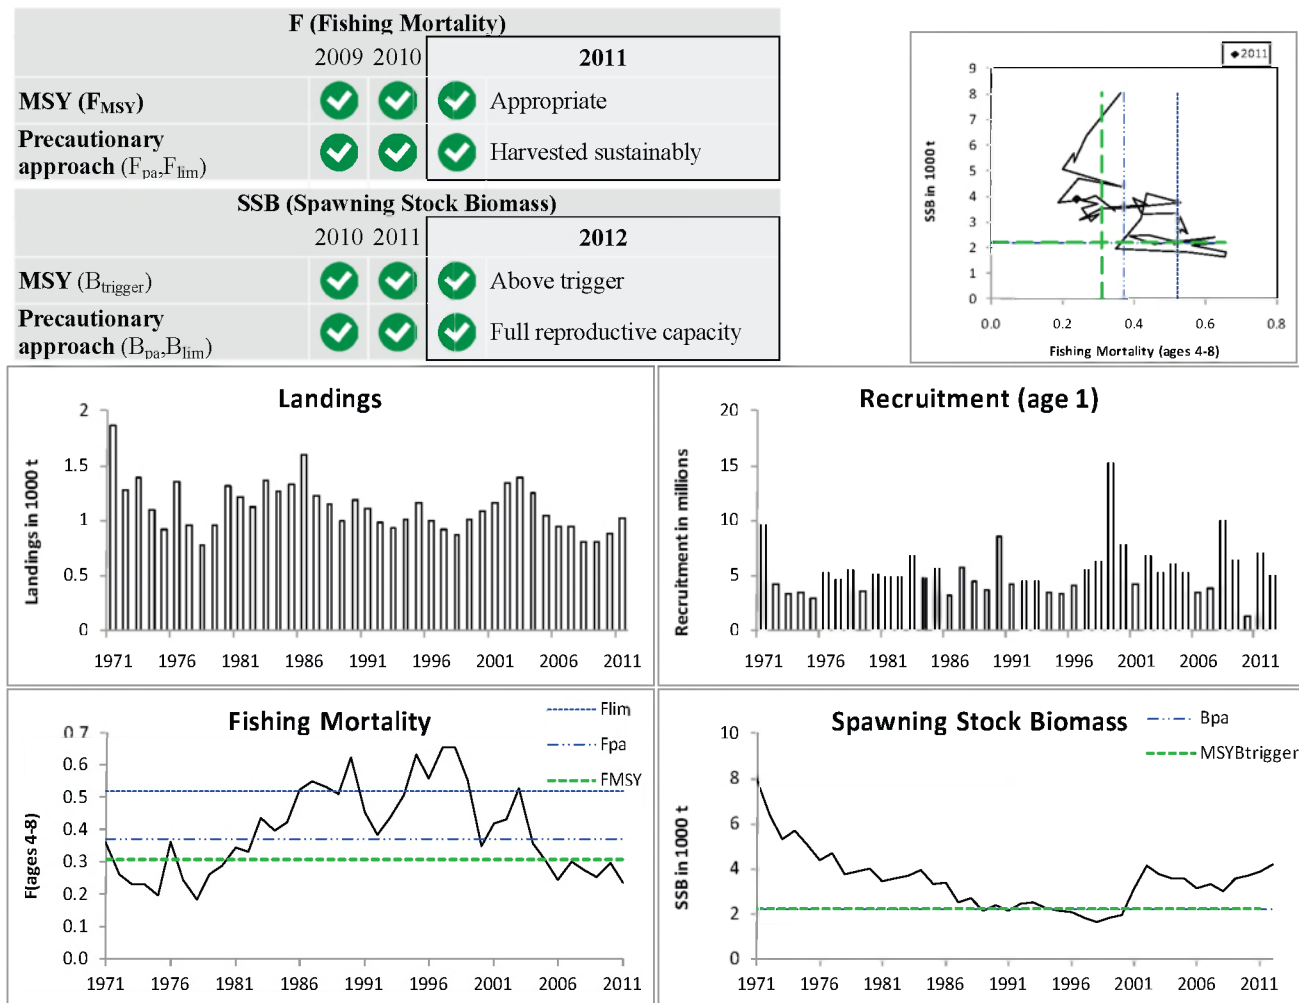 F (Fishing Mortality)
2009 2010 2011
MSY (FMSY) Appropriate
Precautionary
approach (Fpa,Flim) Harvested sustainably
SSB (Spawning Stock Biomass)
2010 2011 2012
MSY (Btrigger) Above trigger
Precautionary
approach (Bpa,Blim) Full reproductive capacity
2011
SSB in 1000 t
9
8
7
6
5
4
3
2
1
0
0.0 0.2 0.4 0.6 0.8
Fishing Mortality (ages 4-8)
Landings
Landings in 1000 t
2
1.5
1
0.5
0
1971 1976 1981 1986 1991 1996 2001 2006 2011
Recruitment (age 1)
Recruitment in millions
20
15
10
5
0
1971 1976 1981 1986 1991 1996 2001 2006 2011
Fishing Mortality
Flim
Fpa
FMSY
F(ages 4-8)
0.7
0.6
0.5
0.4
0.3
0.2
0.1
0.0
1971 1976 1981 1986 1991 1996 2001 2006 2011
Spawning Stock Biomass
Bpa
MSYBtrigger
SSB in 1000 t
10
8
6
4
2
0
1971 1976 1981 1986 1991 1996 2001 2006 2011